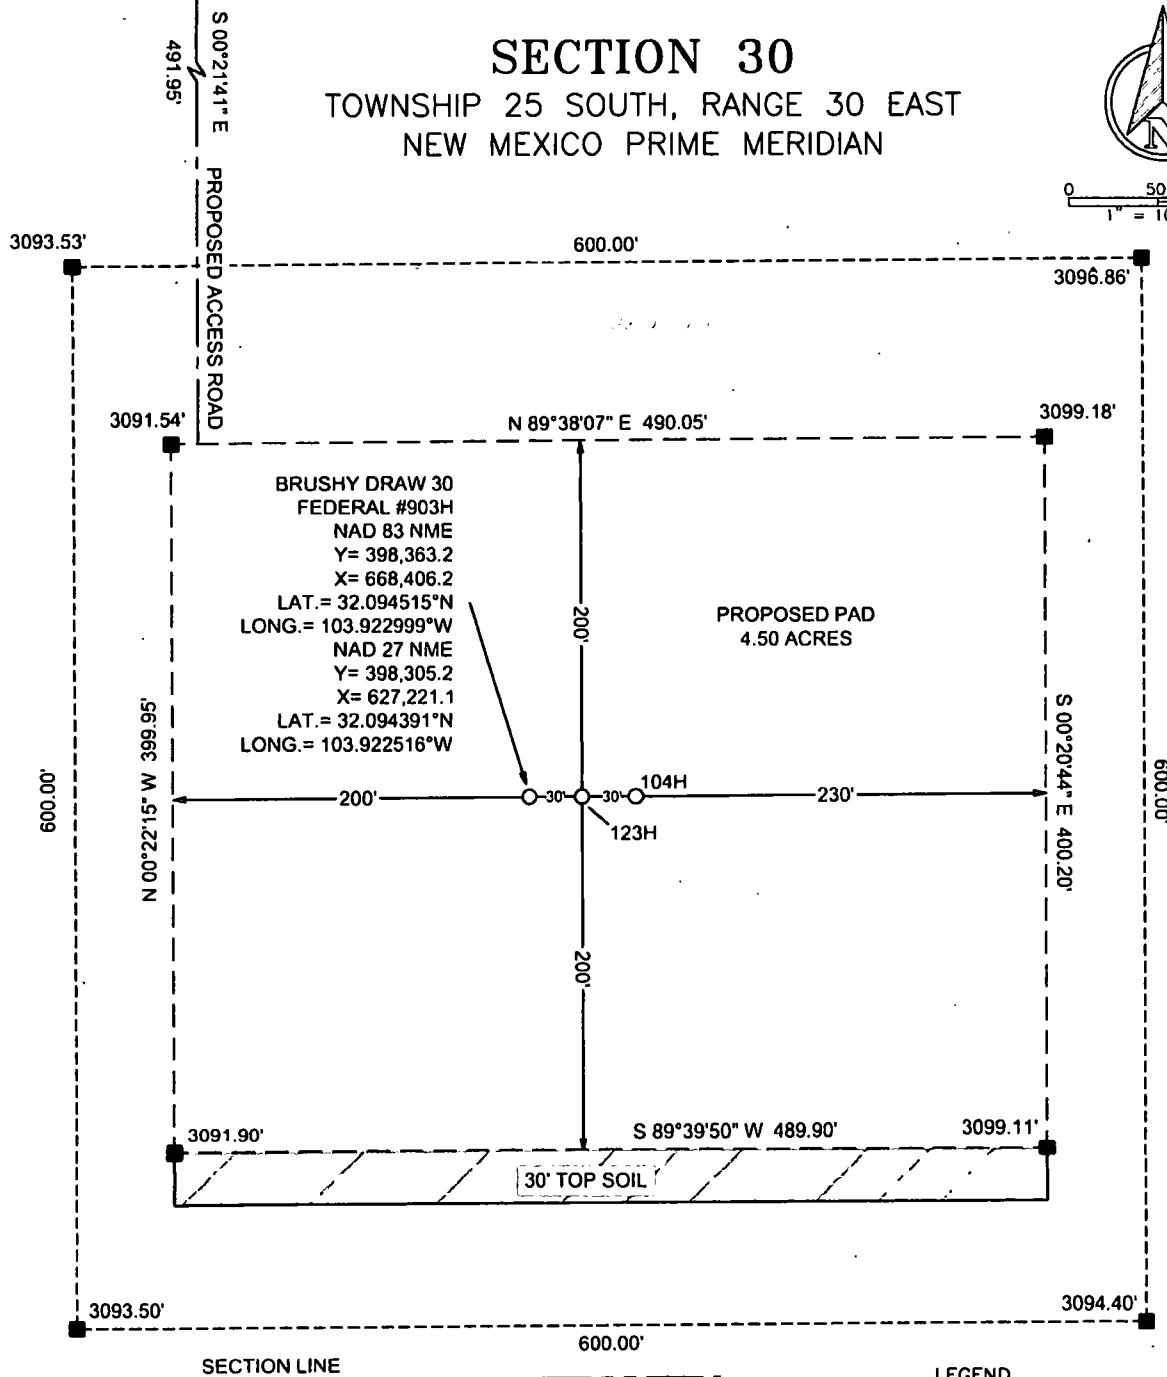 SECTION 30
TOWNSHIP 25 SOUTH, RANGE 30 EAST
NEW MEXICO PRIME MERIDIAN
N
0 50
S 00°21'41" E
491.95'
PROPOSED ACCESS ROAD
3093.53'
600.00'
3096.86'
3091.54'
N 89°38'07" E 490.05'
3099.18'
BRUSHY DRAW 30
FEDERAL #903H
NAD 83 NME
Y= 398,363.2
X= 668,406.2
LAT.= 32.094515°N
LONG.= 103.922999°W
NAD 27 NME
Y= 398,305.2
X= 627,221.1
LAT.= 32.094391°N
LONG.= 103.922516°W
200'
PROPOSED PAD
4.50 ACRES
600.00'
N 00°22'15" W 399.95'
200'
30'
30'
104H
230'
123H
S 00°20'44" E 400.20'
600.00'
200'
3091.90'
S 89°39'50" W 489.90'
3099.11'
30' TOP SOIL
3093.50'
3094.40'
600.00'
SECTION LINE
LEGEND